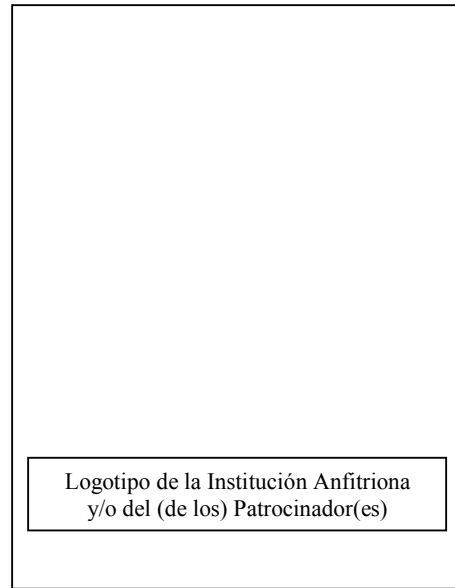 Logotipo de la Institución Anfitriona
y/o del (de los) Patrocinador(es)